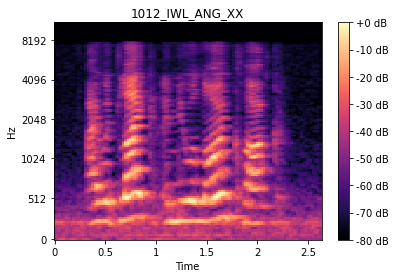 1012_IWL_ANG_XX
+0 dB
8192
-10 dB
4096
-20 dB
-30 dB
2048
-40 dB
Hz
1024
-50 dB
512
-60 dB
-70 dB
0
-80 dB
0 0.5 1 1.5 2 2.5
Time